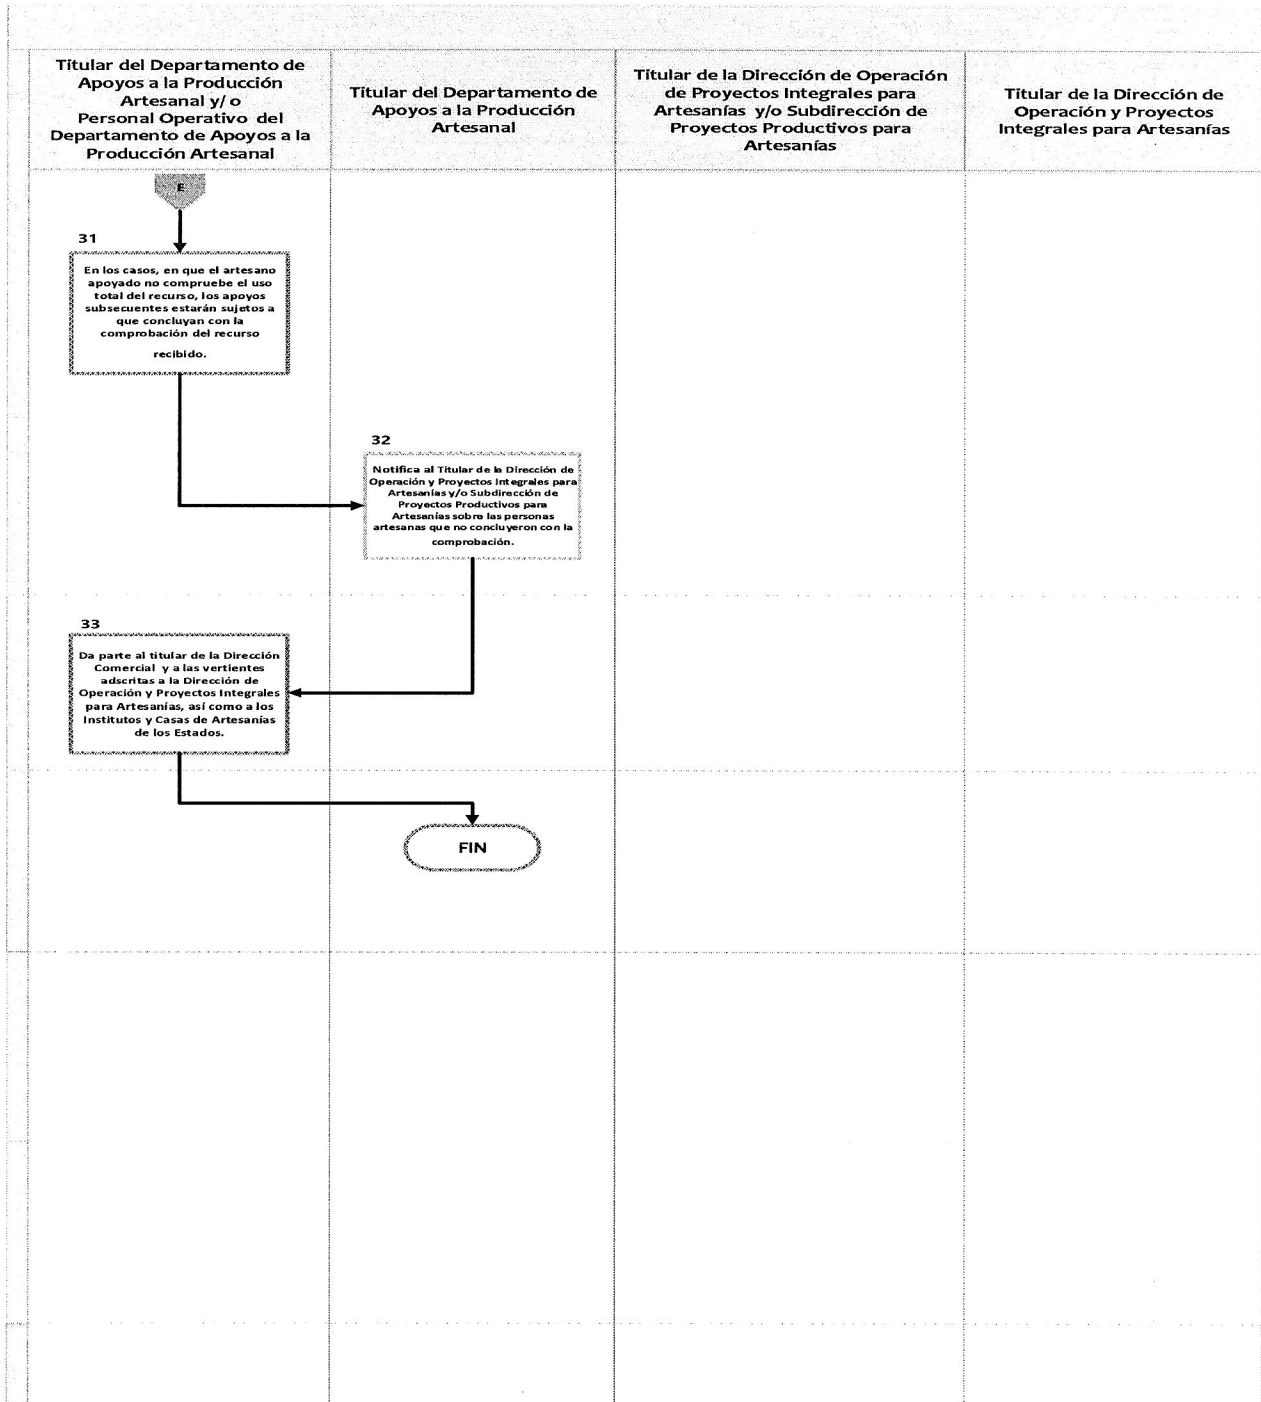 Titular del Departamento de
Apoyos a la Producción
Artesanal y/ o
Personal Operativo del
Departamento de Apoyos a la
Producción Artesanal
Titular del Departamento de
Apoyos a la Producción
Artesanal
Titular de la Dirección de Operación
de Proyectos Integrales para
Artesanías y/o Subdirección de
Proyectos Productivos para
Artesanías
Titular de la Dirección de
Operación y Proyectos
Integrales para Artesanías
E
31
En los casos, en que el artesano
apoyado no compruebe el uso
total del recurso, los apoyos
subsecuentes estarán sujetos a
que concluyan con la
comprobación del recurso
recibido.
32
Notifica al Titular de la Dirección de
Operación y Proyectos Integrales para
Artesanías y/o Subdirección de
Proyectos Productivos para
Artesanías sobre las personas
artesanas que no concluyeron con la
comprobación.
33
Da parte al titular de la Dirección
Comercial y a las vertientes
adscritas a la Dirección de
Operación y Proyectos Integrales
para Artesanías, así como a los
Institutos y Casas de Artesanías
de los Estados.
FIN